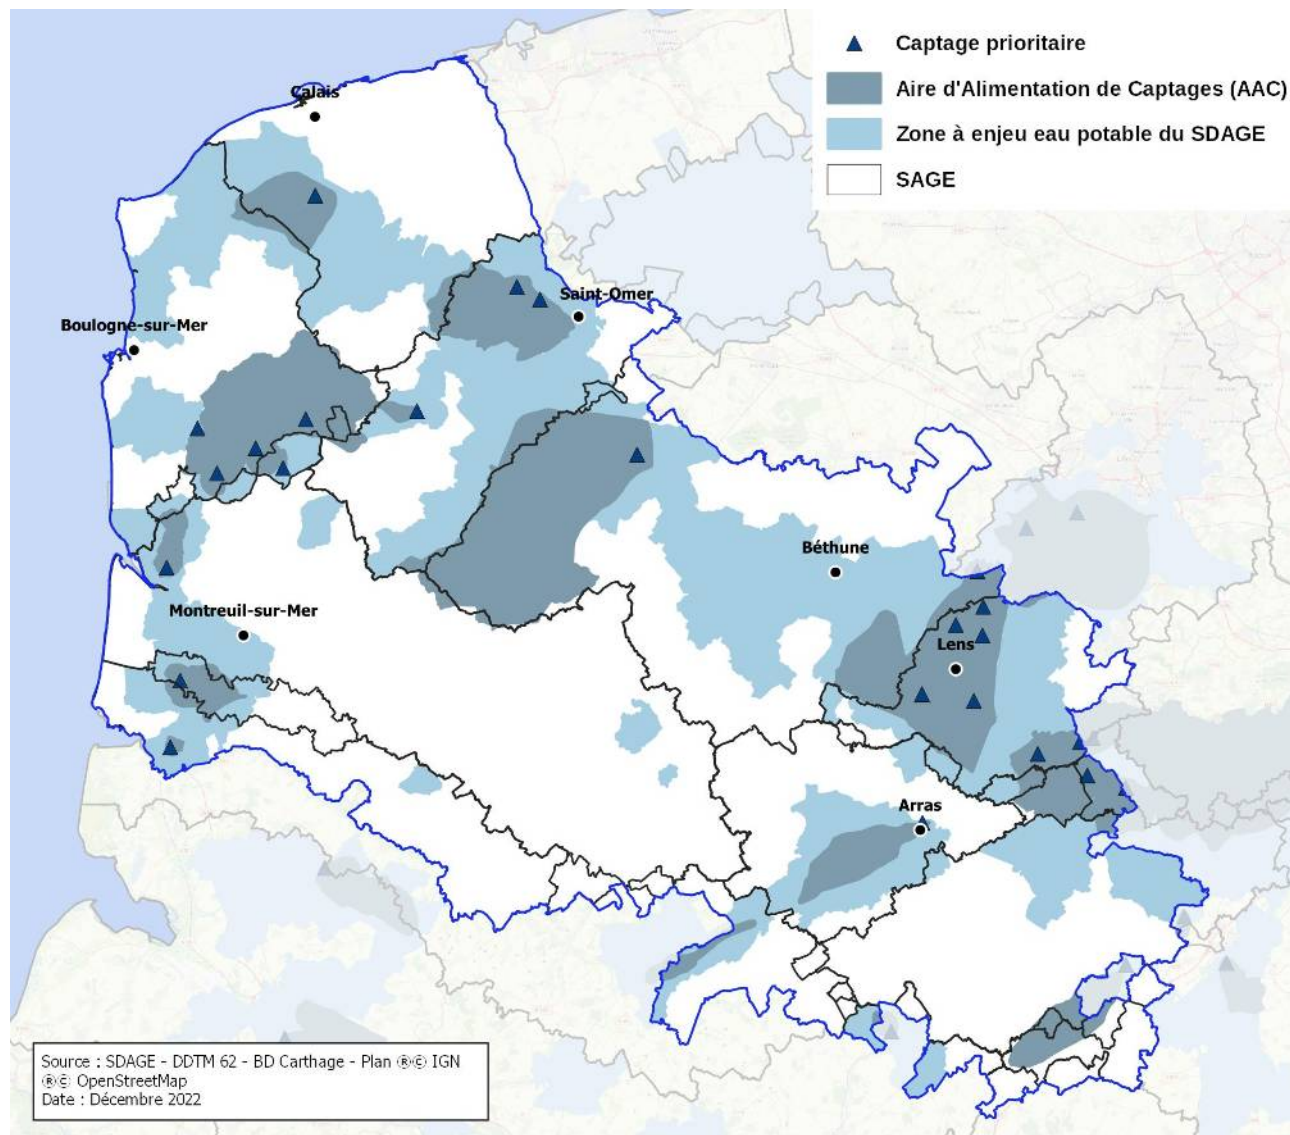 Captage prioritaire
Aire d'Alimentation de Captages (AAC)
Zone à enjeu eau potable du SDAGE
SAGE
Calais
Saint-Omer
Boulogne-sur-Mer
Béthune
Montreuil-sur-Mer
Lens
Arras
Source : SDAGE - DDTM 62 - BD Carthage - Plan ®© IGN
®© OpenStreetMap
Date : Décembre 2022